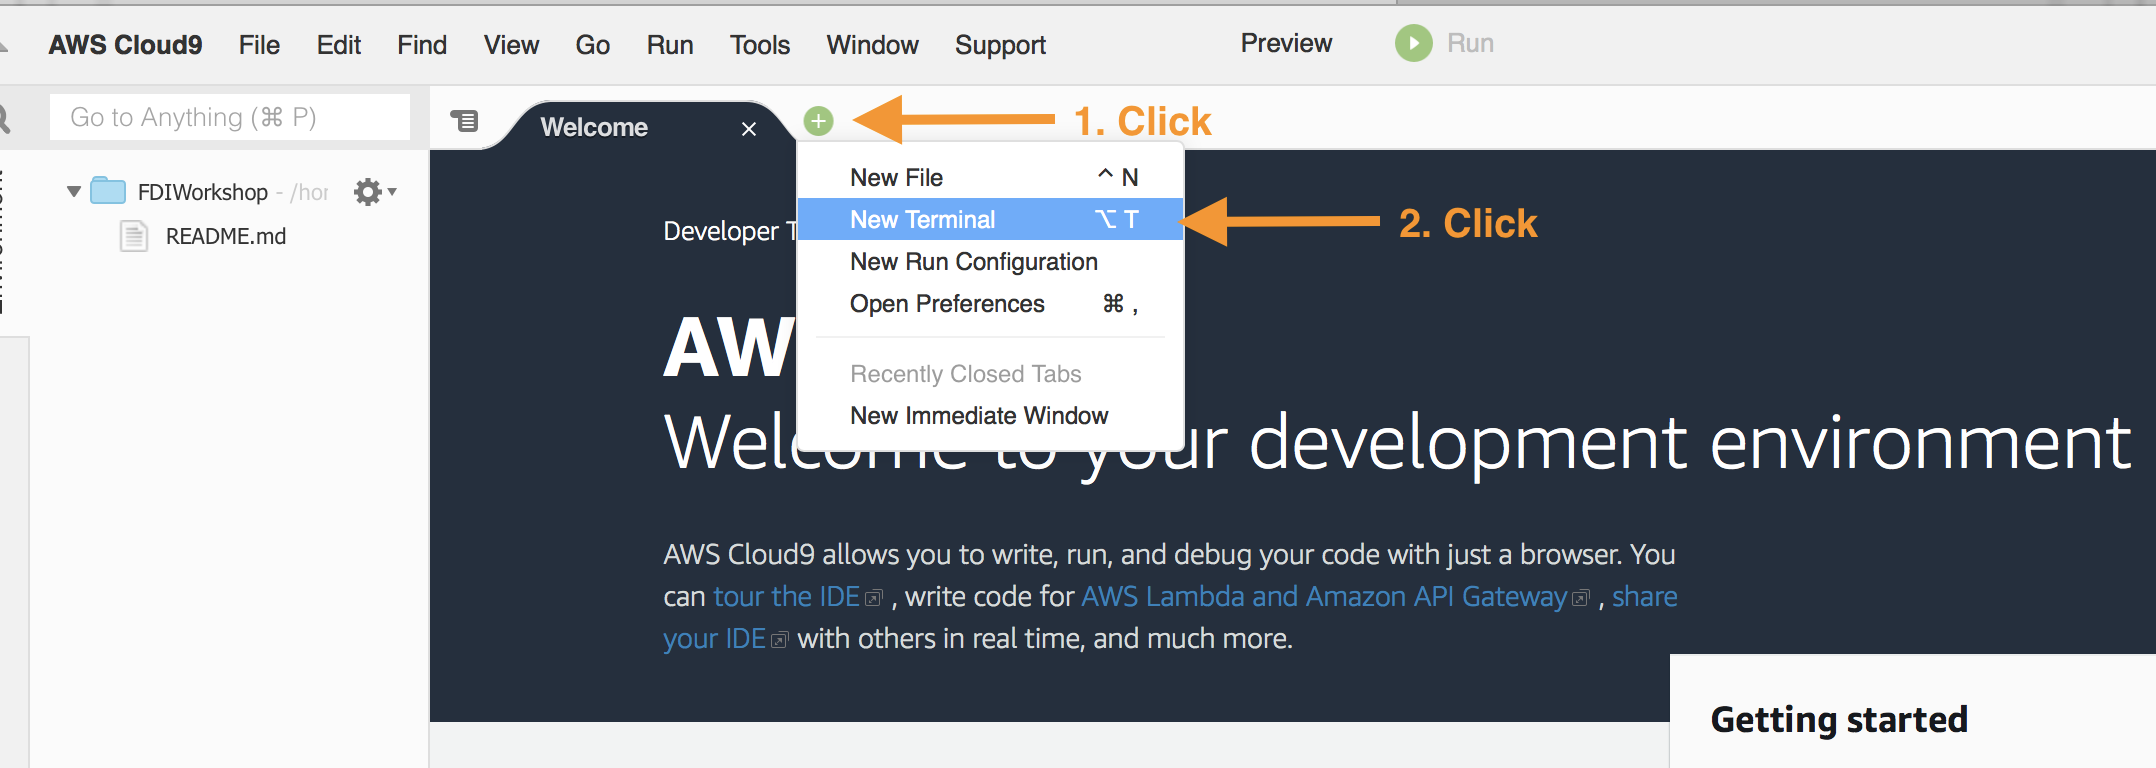 AWS Cloud9 File Edit Find View Go Run Tools Window Support Preview Run
Go to Anything (⌘ P)
Welcome
1. Click
New File ^ N
New Terminal ⌥ T
2. Click
New Run Configuration
Open Preferences ⌘ ,
Recently Closed Tabs
New Immediate Window
FDIWorkshop - /hor
README.md
Developer T
AW
Welcome to your development environment
AWS Cloud9 allows you to write, run, and debug your code with just a browser. You
can tour the IDE , write code for AWS Lambda and Amazon API Gateway , share
your IDE with others in real time, and much more.
Getting started